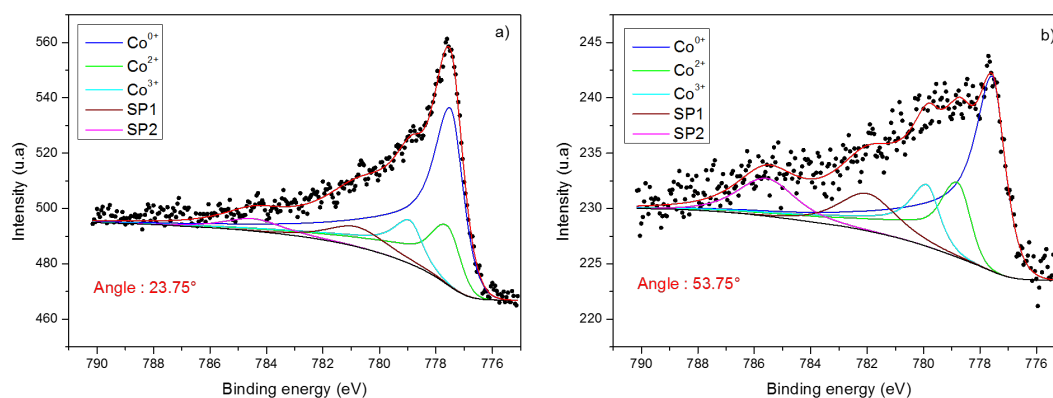 a)
Co0+
Co2+
Co3+
SP1
SP2
Intensity (u.a)
560
540
520
500
480
460
Angle : 23.75°
790 788 786 784 782 780 778 776
Binding energy (eV)
b)
Co0+
Co2+
Co3+
SP1
SP2
Intensity (u.a)
240
235
230
225
220
Angle : 53.75°
790 788 786 784 782 780 778 776
Binding energy (eV)